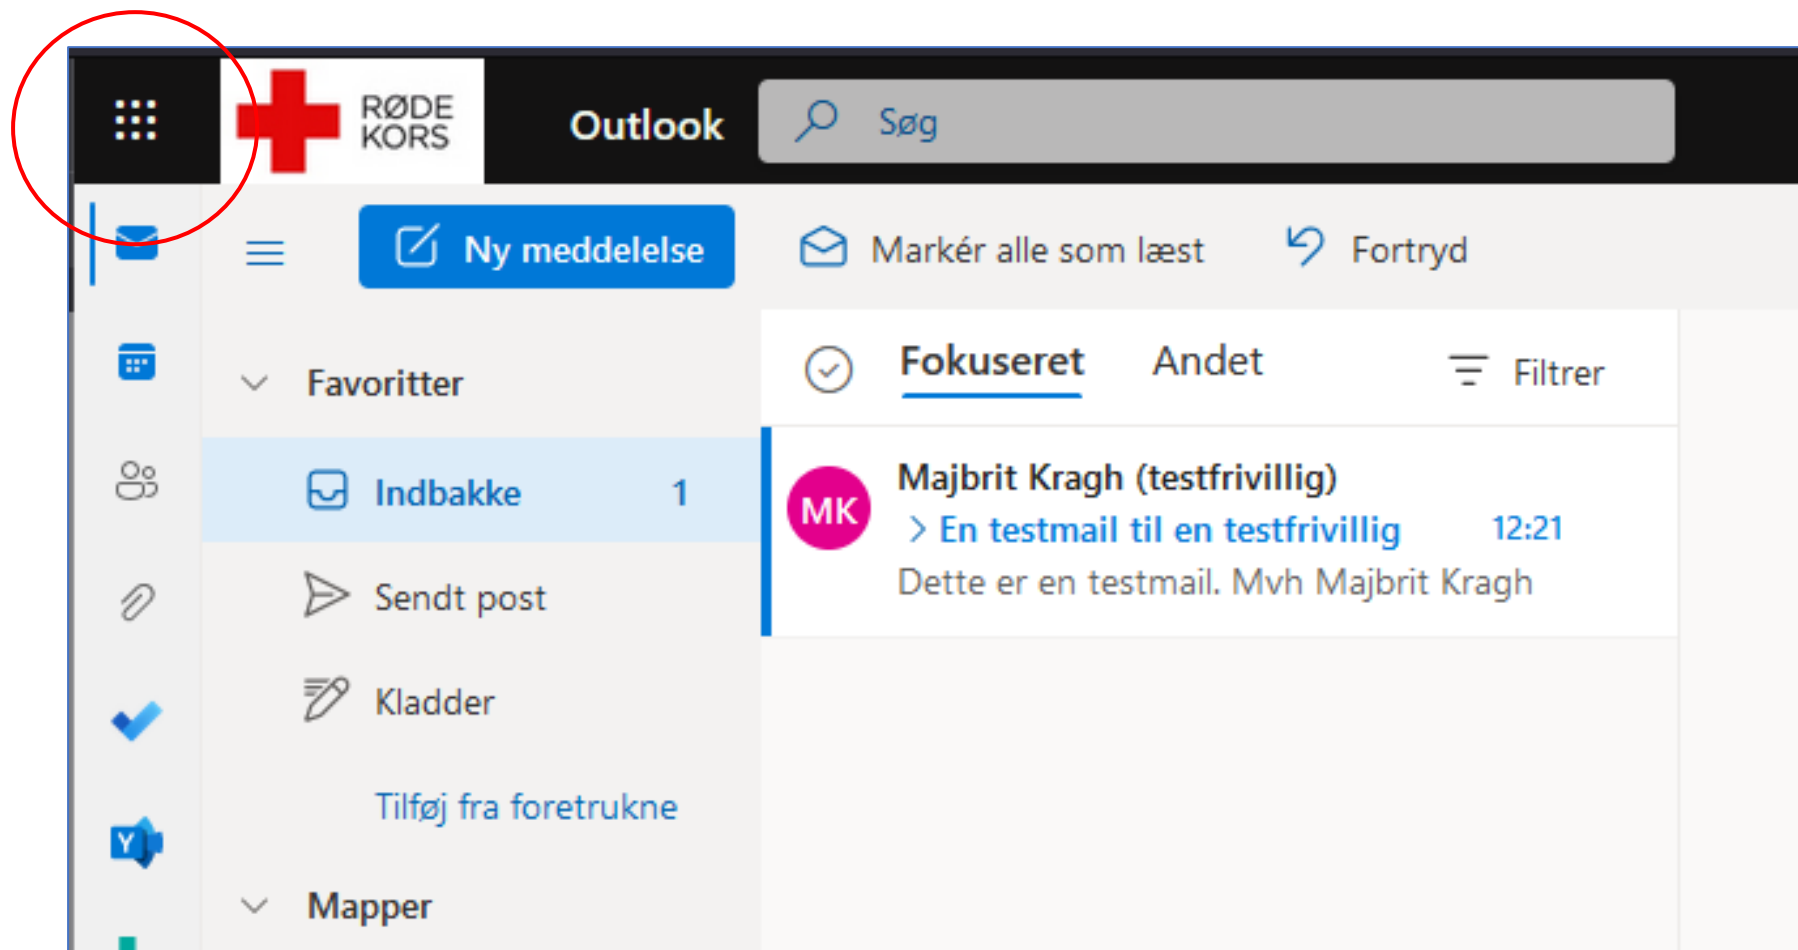 RØDE
KORS
Outlook
Søg
Ny meddelelse
Markér alle som læst
Fortryd
Favoritter
Indbakke 1
Sendt post
Kladder
Tilføj fra foretrukne
Mapper
Fokuseret
Andet
Filtrer
MK
Majbrit Kragh (testfrivillig)
> En testmail til en testfrivillig 12:21
Dette er en testmail. Mvh Majbrit Kragh
Y